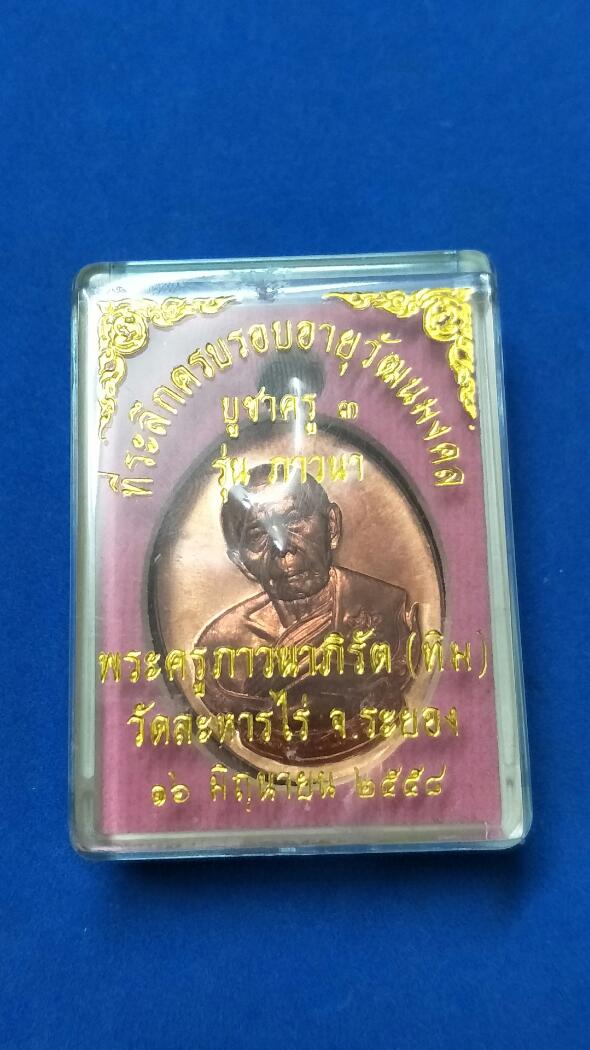 ที่ระลึกครบรอบอายุวัฒนมงคล
บูชาครู ๓
รุ่น ภาวนา
พระครูภาวนาภิรัต (ทิม)
วัดละหารไร่ จ.ระยอง
๑๖ มิถุนายน ๒๕๕๘